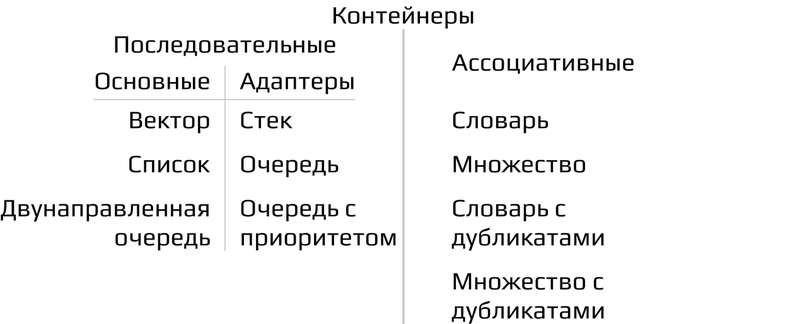 Контейнеры
Последовательные
Основные
Адаптеры
Вектор
Стек
Список
Очередь
Двунаправленная
очередь
Очередь с
приоритетом
Ассоциативные
Словарь
Множество
Словарь с
дубликатами
Множество с
дубликатами